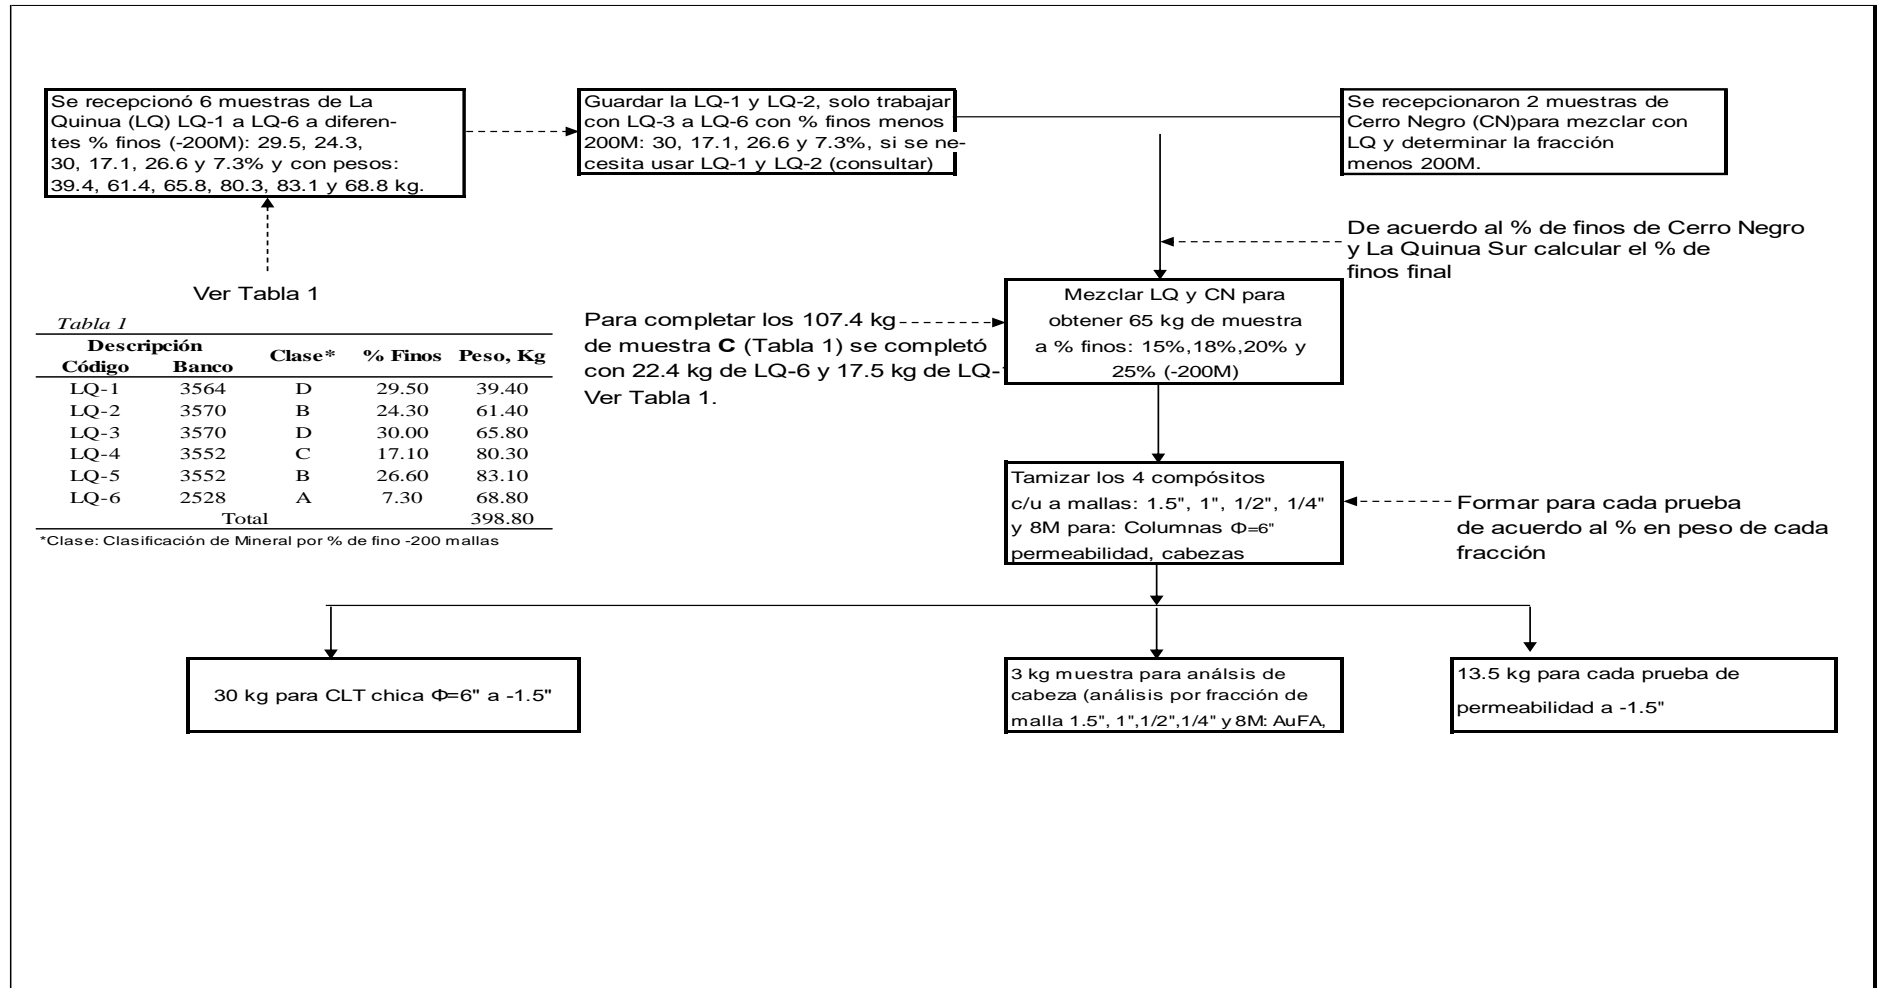 Se recepcionó 6 muestras de La
Quinua (LQ) LQ-1 a LQ-6 a diferen-
tes % finos (-200M): 29.5, 24.3,
30, 17.1, 26.6 y 7.3% y con pesos:
39.4, 61.4, 65.8, 80.3, 83.1 y 68.8 kg.
Guardar la LQ-1 y LQ-2, solo trabajar
con LQ-3 a LQ-6 con % finos menos
200M: 30, 17.1, 26.6 y 7.3%, si se ne-
cesita usar LQ-1 y LQ-2 (consultar)
Se recepcionaron 2 muestras de
Cerro Negro (CN)para mezclar con
LQ y determinar la fracción
menos 200M.
De acuerdo al % de finos de Cerro Negro
y La Quinua Sur calcular el % de
finos final
Ver Tabla 1
Tabla 1
Descripción Clase* % Finos Peso, Kg
Código Banco
LQ-1 3564 D 29.50 39.40
LQ-2 3570 B 24.30 61.40
LQ-3 3570 D 30.00 65.80
LQ-4 3552 C 17.10 80.30
LQ-5 3552 B 26.60 83.10
LQ-6 2528 A 7.30 68.80
Total 398.80
*Clase: Clasificación de Mineral por % de fino -200 mallas
Para completar los 107.4 kg
de muestra C (Tabla 1) se completó
con 22.4 kg de LQ-6 y 17.5 kg de LQ-
Ver Tabla 1.
Mezclar LQ y CN para
obtener 65 kg de muestra
a % finos: 15%,18%,20% y
25% (-200M)
Tamizar los 4 compósitos
c/u a mallas: 1.5", 1", 1/2", 1/4"
y 8M para: Columnas Φ=6"
permeabilidad, cabezas
Formar para cada prueba
de acuerdo al % en peso de cada
fracción
30 kg para CLT chica Φ=6" a -1.5"
3 kg muestra para análsis de
cabeza (análisis por fracción de
malla 1.5", 1",1/2",1/4" y 8M: AuFA,
13.5 kg para cada prueba de
permeabilidad a -1.5"